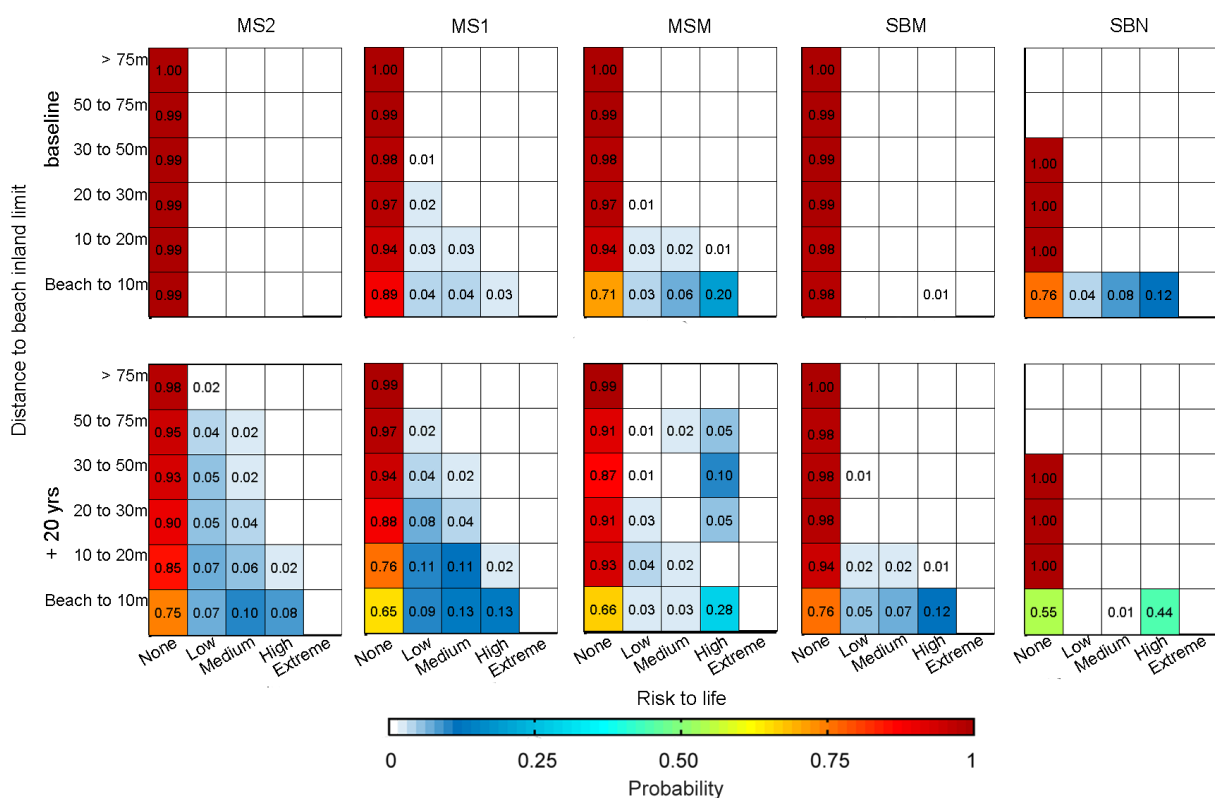 MS2 MS1 MSM SBM SBN
Distance to beach inland limit
baseline
> 75m 1.00 1.00 1.00 1.00
50 to 75m 0.99 0.99 0.99 0.99
30 to 50m 0.99 0.98 0.01 0.98 0.99 1.00
20 to 30m 0.99 0.97 0.02 0.97 0.01 0.99 1.00
10 to 20m 0.99 0.94 0.03 0.03 0.94 0.03 0.02 0.01 0.98 1.00
Beach to 10m 0.99 0.89 0.04 0.04 0.03 0.71 0.03 0.06 0.20 0.98 0.01 0.76 0.04 0.08 0.12
+ 20 yrs
> 75m 0.98 0.02 0.99 0.99 1.00
50 to 75m 0.95 0.04 0.02 0.97 0.02 0.91 0.01 0.02 0.05 0.98
30 to 50m 0.93 0.05 0.02 0.94 0.04 0.02 0.87 0.01 0.10 0.98 0.01 1.00
20 to 30m 0.90 0.05 0.04 0.88 0.08 0.04 0.91 0.03 0.05 0.98 1.00
10 to 20m 0.85 0.07 0.06 0.02 0.76 0.11 0.11 0.02 0.93 0.04 0.02 0.94 0.02 0.02 0.01 1.00
Beach to 10m 0.75 0.07 0.10 0.08 0.65 0.09 0.13 0.13 0.66 0.03 0.03 0.28 0.76 0.05 0.07 0.12 0.55 0.01 0.44
None Low Medium High Extreme None Low Medium High Extreme None Low Medium High Extreme None Low Medium High Extreme None Low Medium High Extreme
Risk to life
0 0.25 0.50 0.75 1
Probability